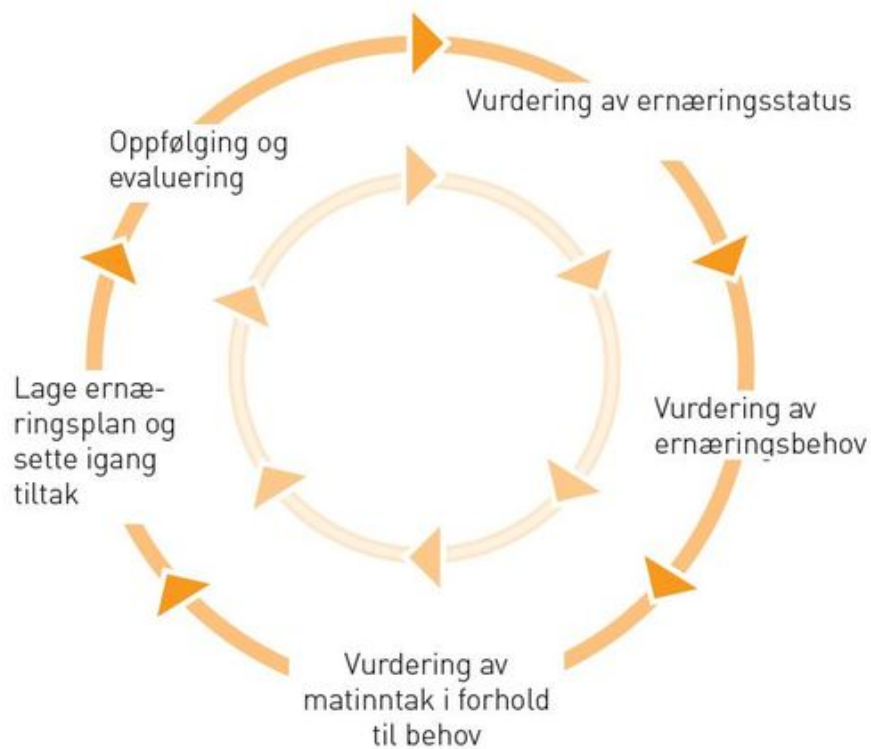 Vurdering av ernæringsstatus
Vurdering av
ernæringsbehov
Vurdering av
matinntak i forhold
til behov
Lage ernæ-
ringsplan og
sette igang
tiltak
Oppfølging og
evaluering